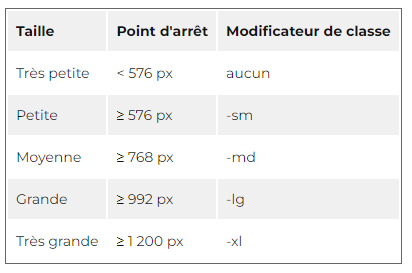 Taille Point d'arrêt Modificateur de classe
Très petite < 576 px aucun
Petite ≥ 576 px -sm
Moyenne ≥ 768 px -md
Grande ≥ 992 px -lg
Très grande ≥ 1 200 px -xl